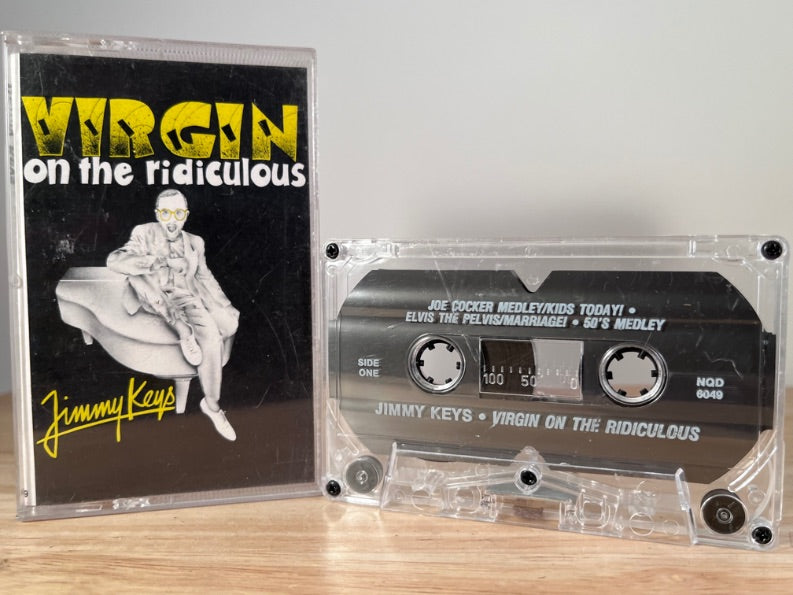 VIRGIN
on the ridiculous
Jimmy Keys
JOE COCKER MEDLEY/KIDS TODAY! •
ELVIS THE PELVIS/MARRIAGE! • 50'S MEDLEY
SIDE
ONE
100 50 0
NQD
6049
JIMMY KEYS • VIRGIN ON THE RIDICULOUS